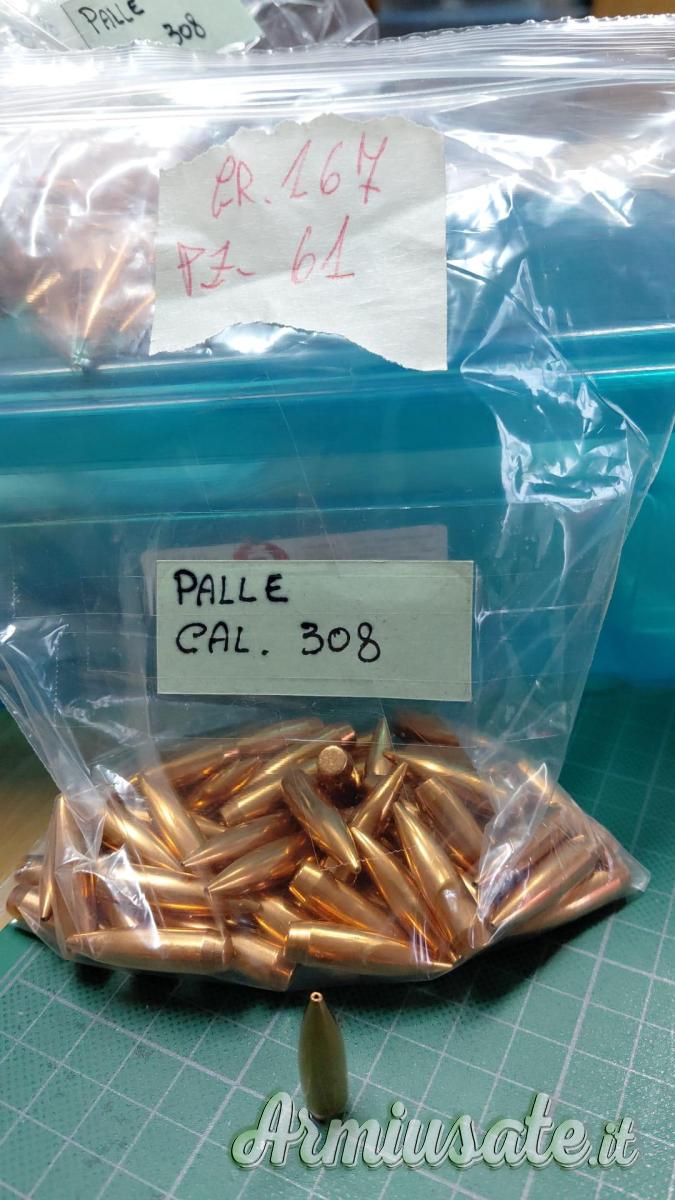 PALLE
308
GR. 167
PZ- 61
PALLE
CAL. 308
Armiusate.it